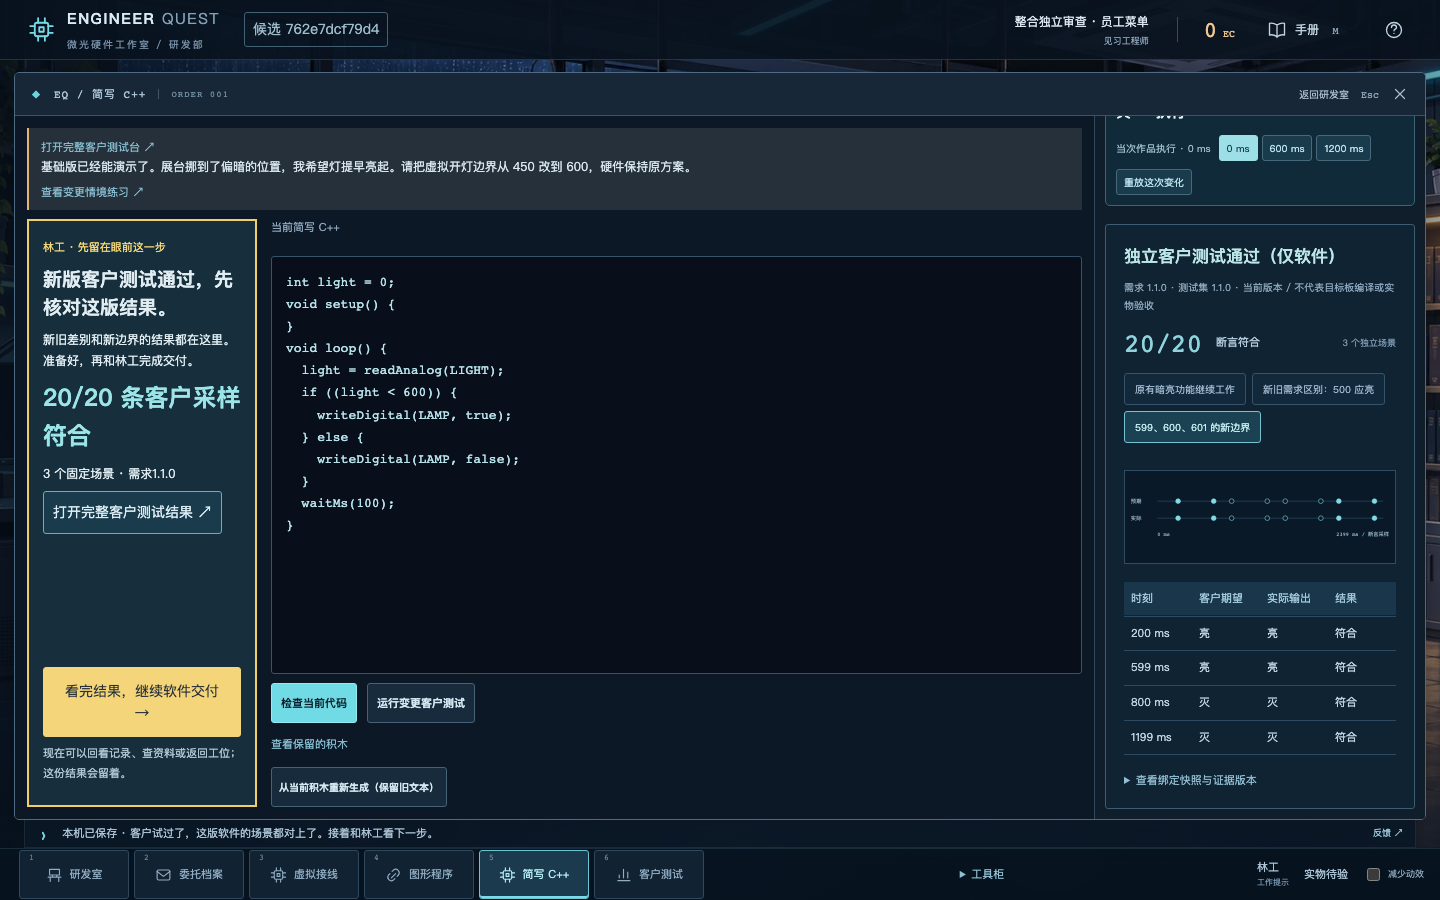 ENGINEER QUEST
微光硬件工作室 / 研发部
候选 762e7dcf79d4
整合独立审查 · 员工菜单
见习工程师
0 EC
手册 M
EQ / 简写 C++ ORDER 001
返回研发室 Esc
打开完整客户测试台 ↗
基础版已经能演示了。展台挪到了偏暗的位置，我希望灯提早亮起。请把虚拟开灯边界从 450 改到 600，硬件保持原方案。
查看变更情境练习 ↗
林工 · 先留在眼前这一步
新版客户测试通过，先
核对这版结果。
新旧差别和新边界的结果都在这里。
准备好，再和林工完成交付。
20/20 条客户采样
符合
3 个固定场景 · 需求1.1.0
打开完整客户测试结果 ↗
看完结果，继续软件交付
→
现在可以回看记录、查资料或返回工位；
这份结果会留着。
当前简写 C++
int light = 0;
void setup() {
}
void loop() {
light = readAnalog(LIGHT);
if ((light < 600)) {
writeDigital(LAMP, true);
} else {
writeDigital(LAMP, false);
}
waitMs(100);
}
检查当前代码
运行变更客户测试
查看保留的积木
从当前积木重新生成（保留旧文本）
当次作品执行 · 0 ms
0 ms
600 ms
1200 ms
重放这次变化
独立客户测试通过（仅软件）
需求 1.1.0 · 测试集 1.1.0 · 当前版本 / 不代表目标板编译或实
物验收
20/20 断言符合
3 个独立场景
原有暗亮功能继续工作
新旧需求区别：500 应亮
599、600、601 的新边界
预期
实际
0 ms
2399 ms / 断言采样
时刻 客户期望 实际输出 结果
200 ms 亮 亮 符合
599 ms 亮 亮 符合
800 ms 灭 灭 符合
1199 ms 灭 灭 符合
▶ 查看绑定快照与证据版本
本机已保存 · 客户试过了，这版软件的场景都对上了。接着和林工看下一步。
反馈 ↗
1 研发室
2 委托档案
3 虚拟接线
4 图形程序
5 简写 C++
6 客户测试
▶ 工具柜
林工
工作提示
实物待验
减少动效